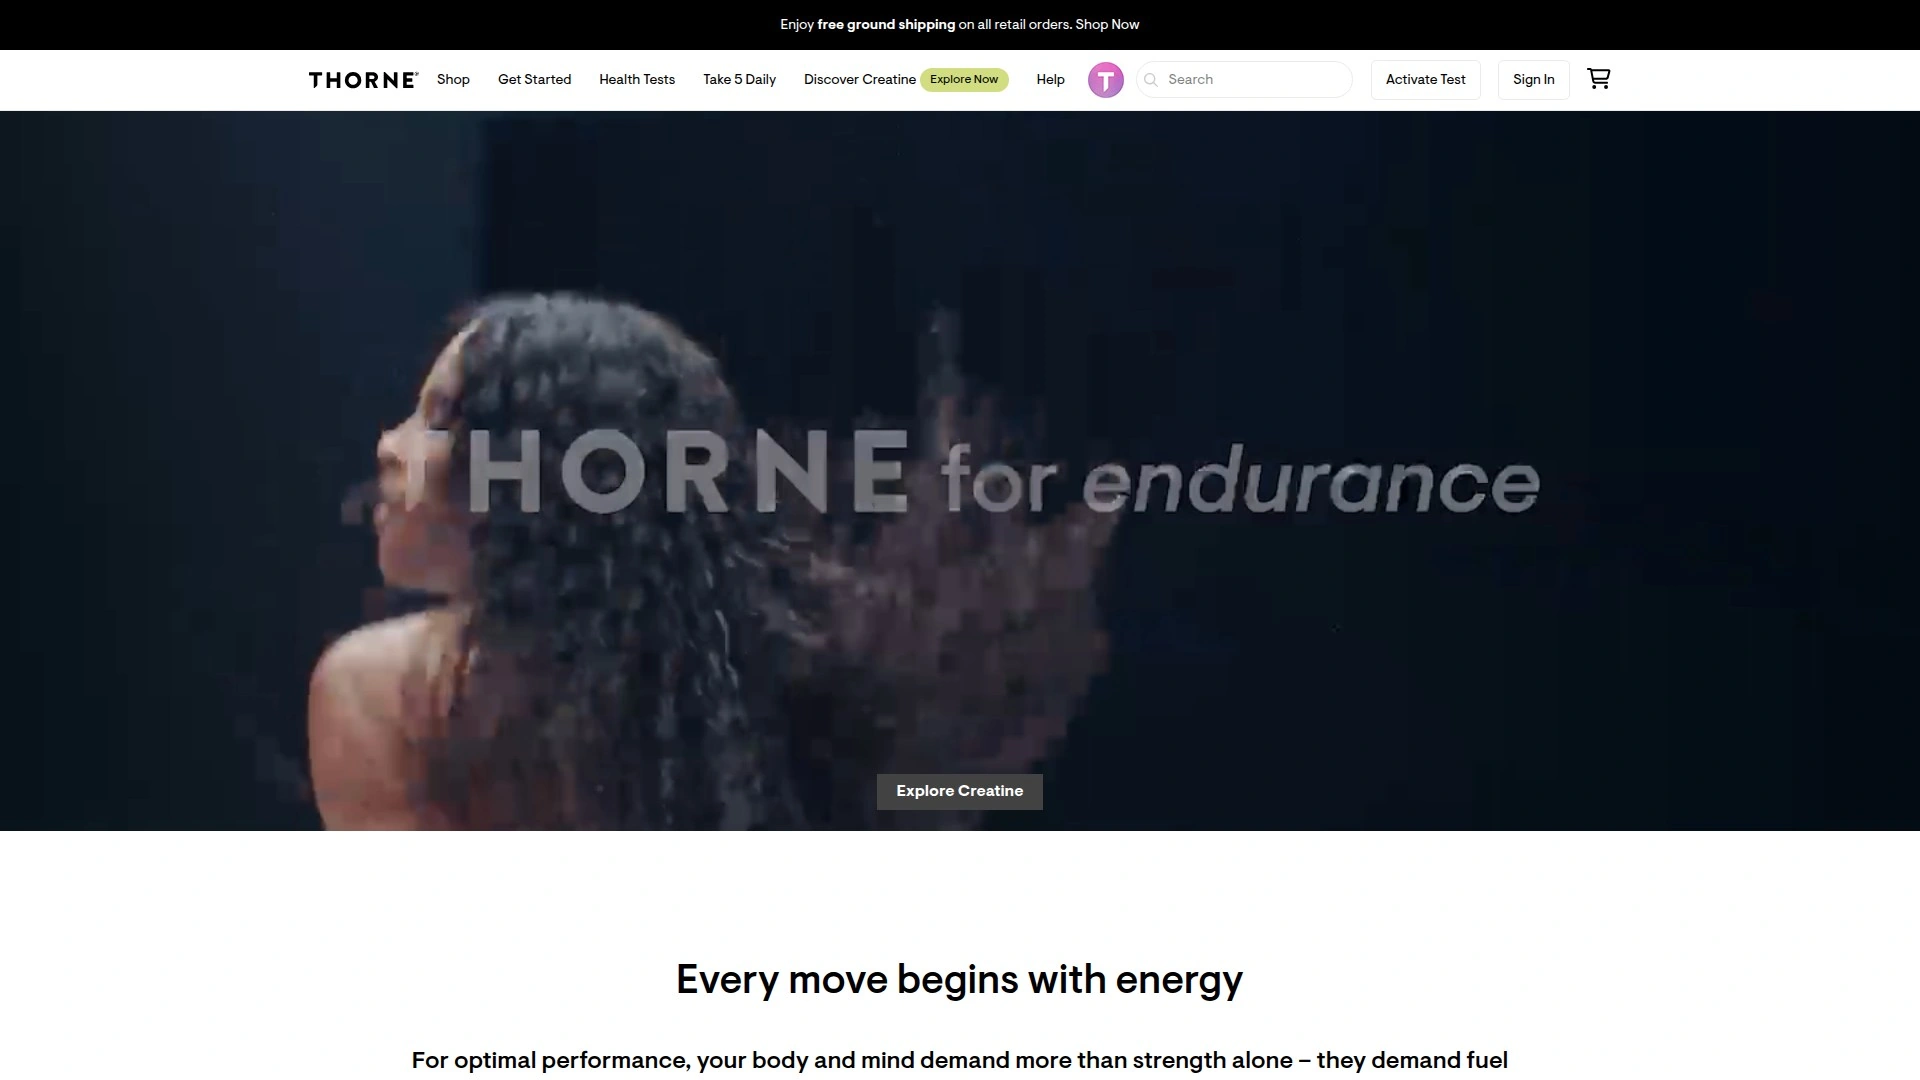 Enjoy free ground shipping on all retail orders. Shop Now
THORNE® Shop Get Started Health Tests Take 5 Daily Discover Creatine Explore Now Help T Search Activate Test Sign In
THORNE for endurance
Explore Creatine
Every move begins with energy
For optimal performance, your body and mind demand more than strength alone – they demand fuel